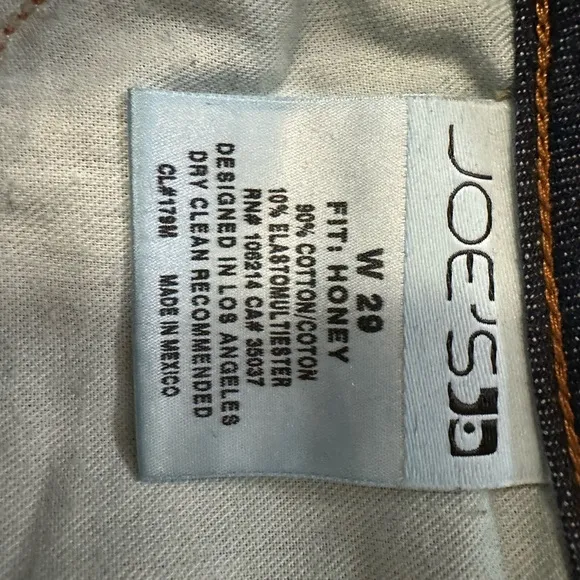 JOE'S
W 29
FIT: HONEY
90% COTTON/COTON
10% ELASTOMULTIESTER
RN# 106214 CA# 35037
DESIGNED IN LOS ANGELES
DRY CLEAN RECOMMENDED
CL#179M MADE IN MEXICO